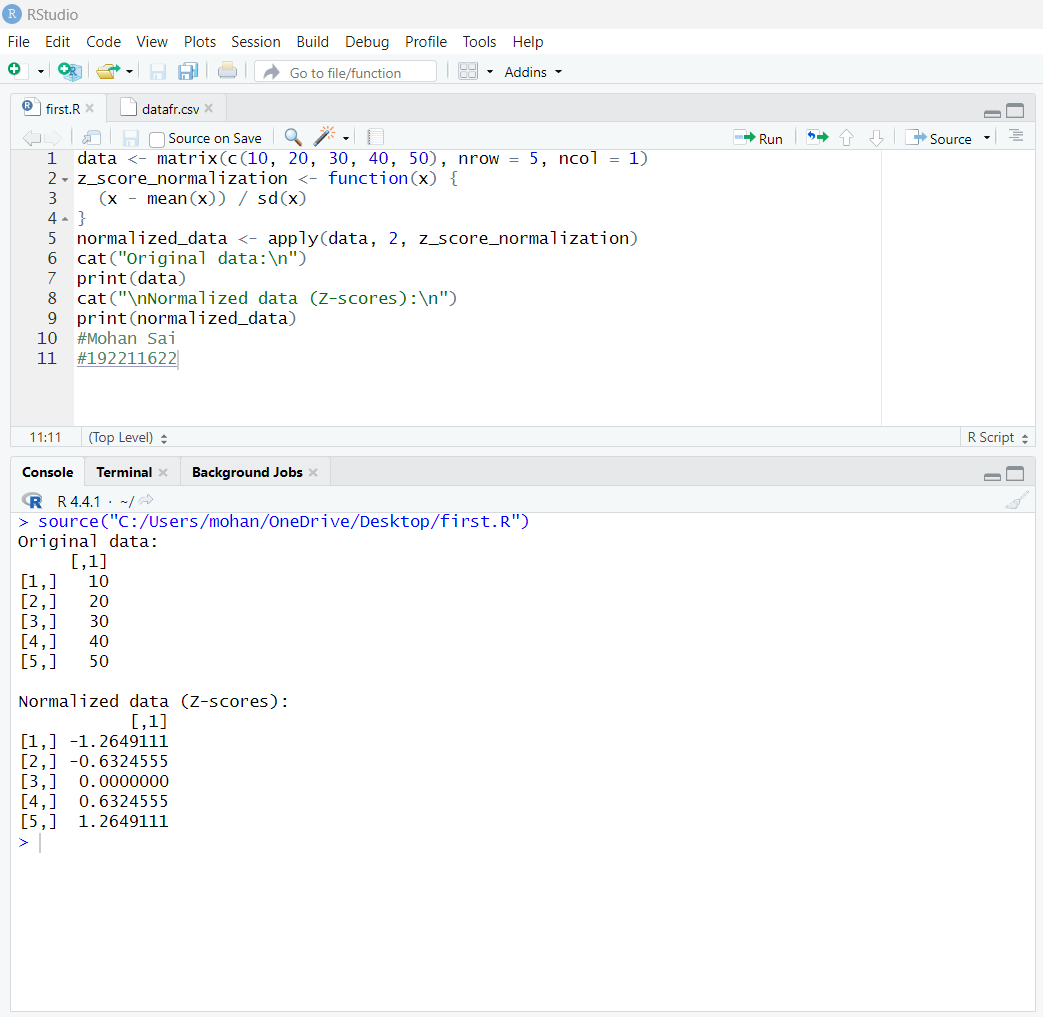 RStudio
File Edit Code View Plots Session Build Debug Profile Tools Help
Go to file/function Addins
first.R datafr.csv
Source on Save Run Source
1 data <- matrix(c(10, 20, 30, 40, 50), nrow = 5, ncol = 1)
2 z_score_normalization <- function(x) {
3   (x - mean(x)) / sd(x)
4 }
5 normalized_data <- apply(data, 2, z_score_normalization)
6 cat("Original data:\n")
7 print(data)
8 cat("\nNormalized data (Z-scores):\n")
9 print(normalized_data)
10 #Mohan Sai
11 #192211622
11:11 (Top Level) R Script
Console Terminal Background Jobs
R R 4.4.1 · ~/
> source("C:/Users/mohan/OneDrive/Desktop/first.R")
Original data:
     [,1]
[1,]   10
[2,]   20
[3,]   30
[4,]   40
[5,]   50
Normalized data (Z-scores):
           [,1]
[1,] -1.2649111
[2,] -0.6324555
[3,]  0.0000000
[4,]  0.6324555
[5,]  1.2649111
>